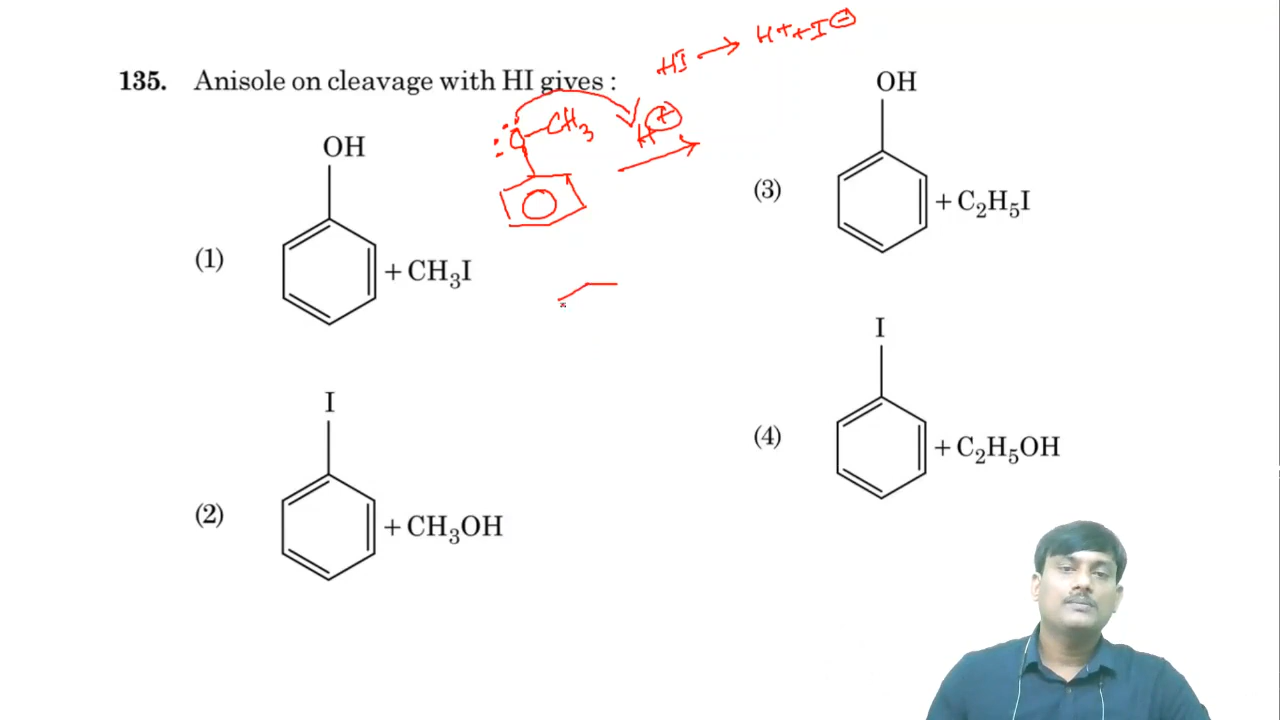 135. Anisole on cleavage with HI gives :
HI → H+ + I⊖
CH3
H⊕
OH
(1)
+ CH₃I
I
(2)
+ CH₃OH
OH
(3)
+ C₂H₅I
I
(4)
+ C₂H₅OH